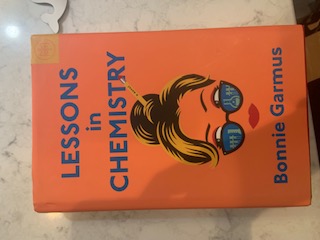 LESSONS
in
CHEMISTRY
Bonnie Garmus